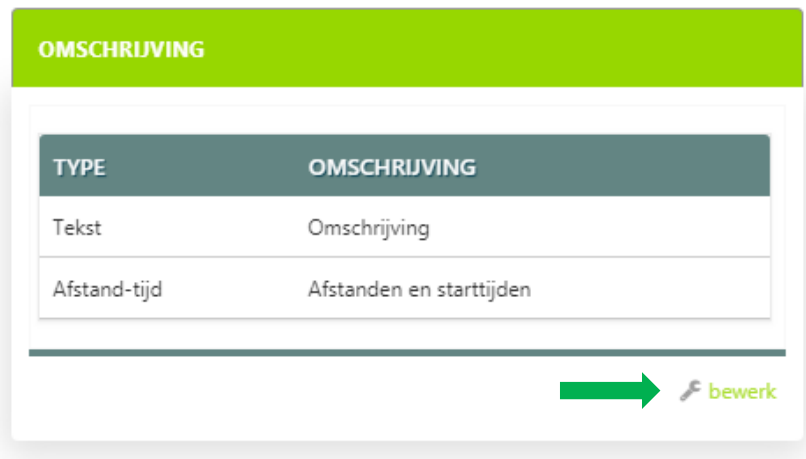 OMSCHRIJVING
TYPE OMSCHRIJVING
Tekst Omschrijving
Afstand-tijd Afstanden en starttijden
bewerk